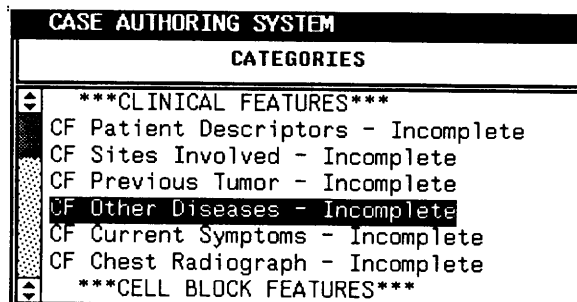 CASE AUTHORING SYSTEM
CATEGORIES
***CLINICAL FEATURES***
CF Patient Descriptors - Incomplete
CF Sites Involved - Incomplete
CF Previous Tumor - Incomplete
CF Other Diseases - Incomplete
CF Current Symptoms - Incomplete
CF Chest Radiograph - Incomplete
***CELL BLOCK FEATURES***